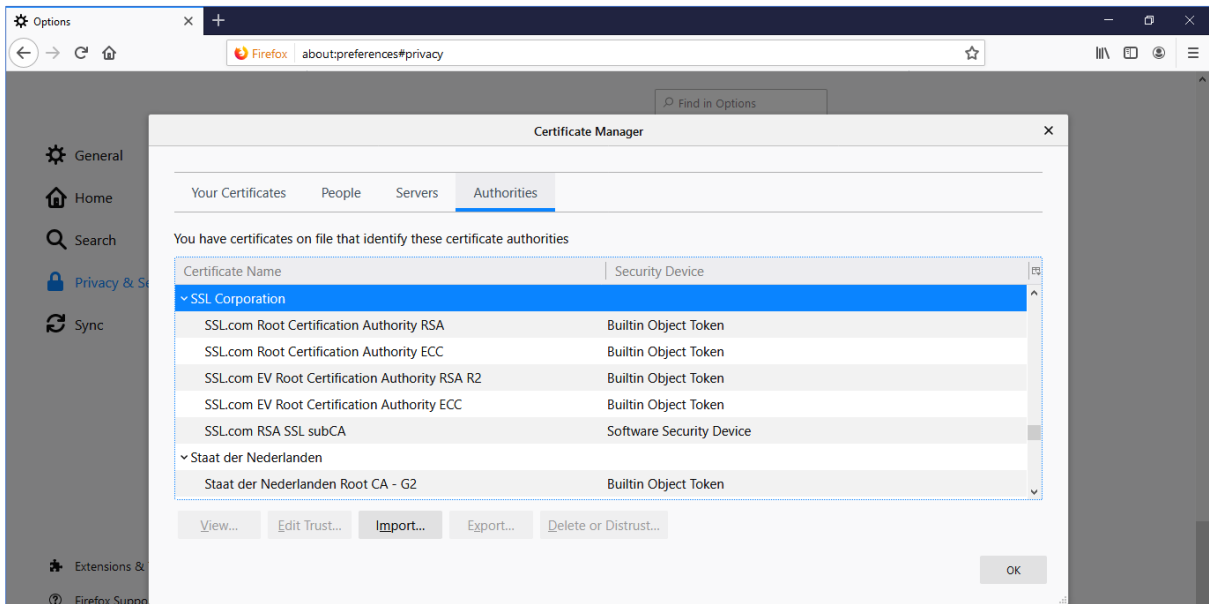 Options
Firefox about:preferences#privacy
Find in Options
Certificate Manager
General
Home
Search
Privacy & Se
Sync
Your Certificates People Servers Authorities
You have certificates on file that identify these certificate authorities
Certificate Name Security Device
SSL Corporation
SSL.com Root Certification Authority RSA Builtin Object Token
SSL.com Root Certification Authority ECC Builtin Object Token
SSL.com EV Root Certification Authority RSA R2 Builtin Object Token
SSL.com EV Root Certification Authority ECC Builtin Object Token
SSL.com RSA SSL subCA Software Security Device
Staat der Nederlanden
Staat der Nederlanden Root CA - G2 Builtin Object Token
View... Edit Trust... Import... Export... Delete or Distrust...
OK
Extensions &
Firefox Suppo